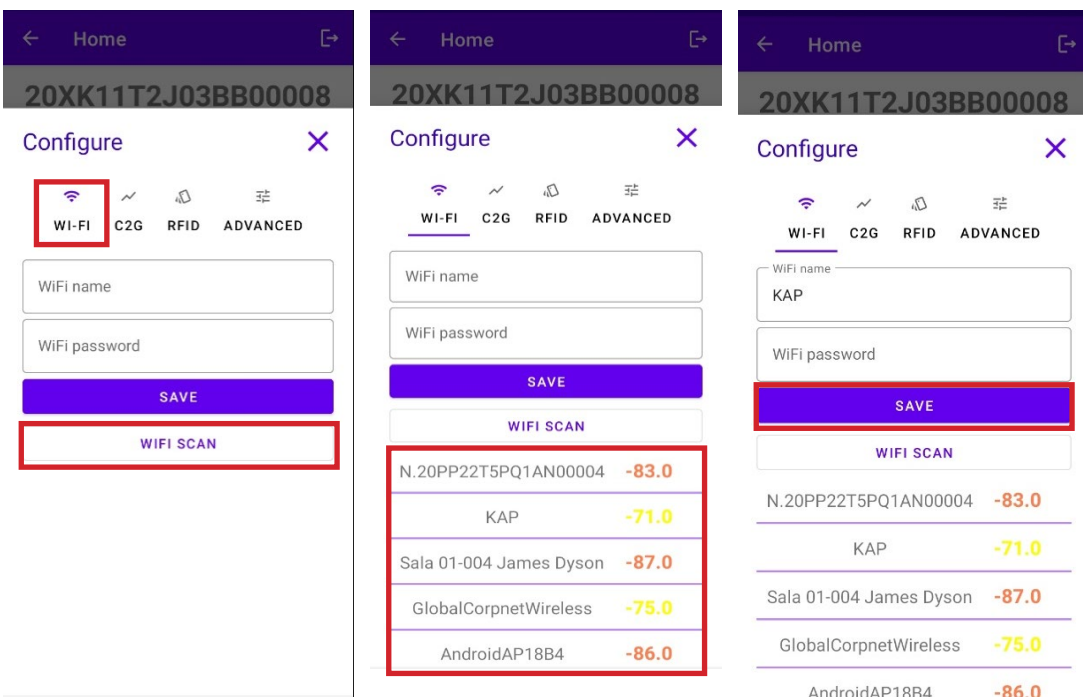 Home
20XK11T2J03BB00008
Configure
WI-FI C2G RFID ADVANCED
WiFi name
WiFi password
SAVE
WIFI SCAN
Home
20XK11T2J03BB00008
Configure
WI-FI C2G RFID ADVANCED
WiFi name
WiFi password
SAVE
WIFI SCAN
N.20PP22T5PQ1AN00004 -83.0
KAP -71.0
Sala 01-004 James Dyson -87.0
GlobalCorpnetWireless -75.0
AndroidAP18B4 -86.0
Home
20XK11T2J03BB00008
Configure
WI-FI C2G RFID ADVANCED
WiFi name
KAP
WiFi password
SAVE
WIFI SCAN
N.20PP22T5PQ1AN00004 -83.0
KAP -71.0
Sala 01-004 James Dyson -87.0
GlobalCorpnetWireless -75.0
AndroidAP18B4 -86.0